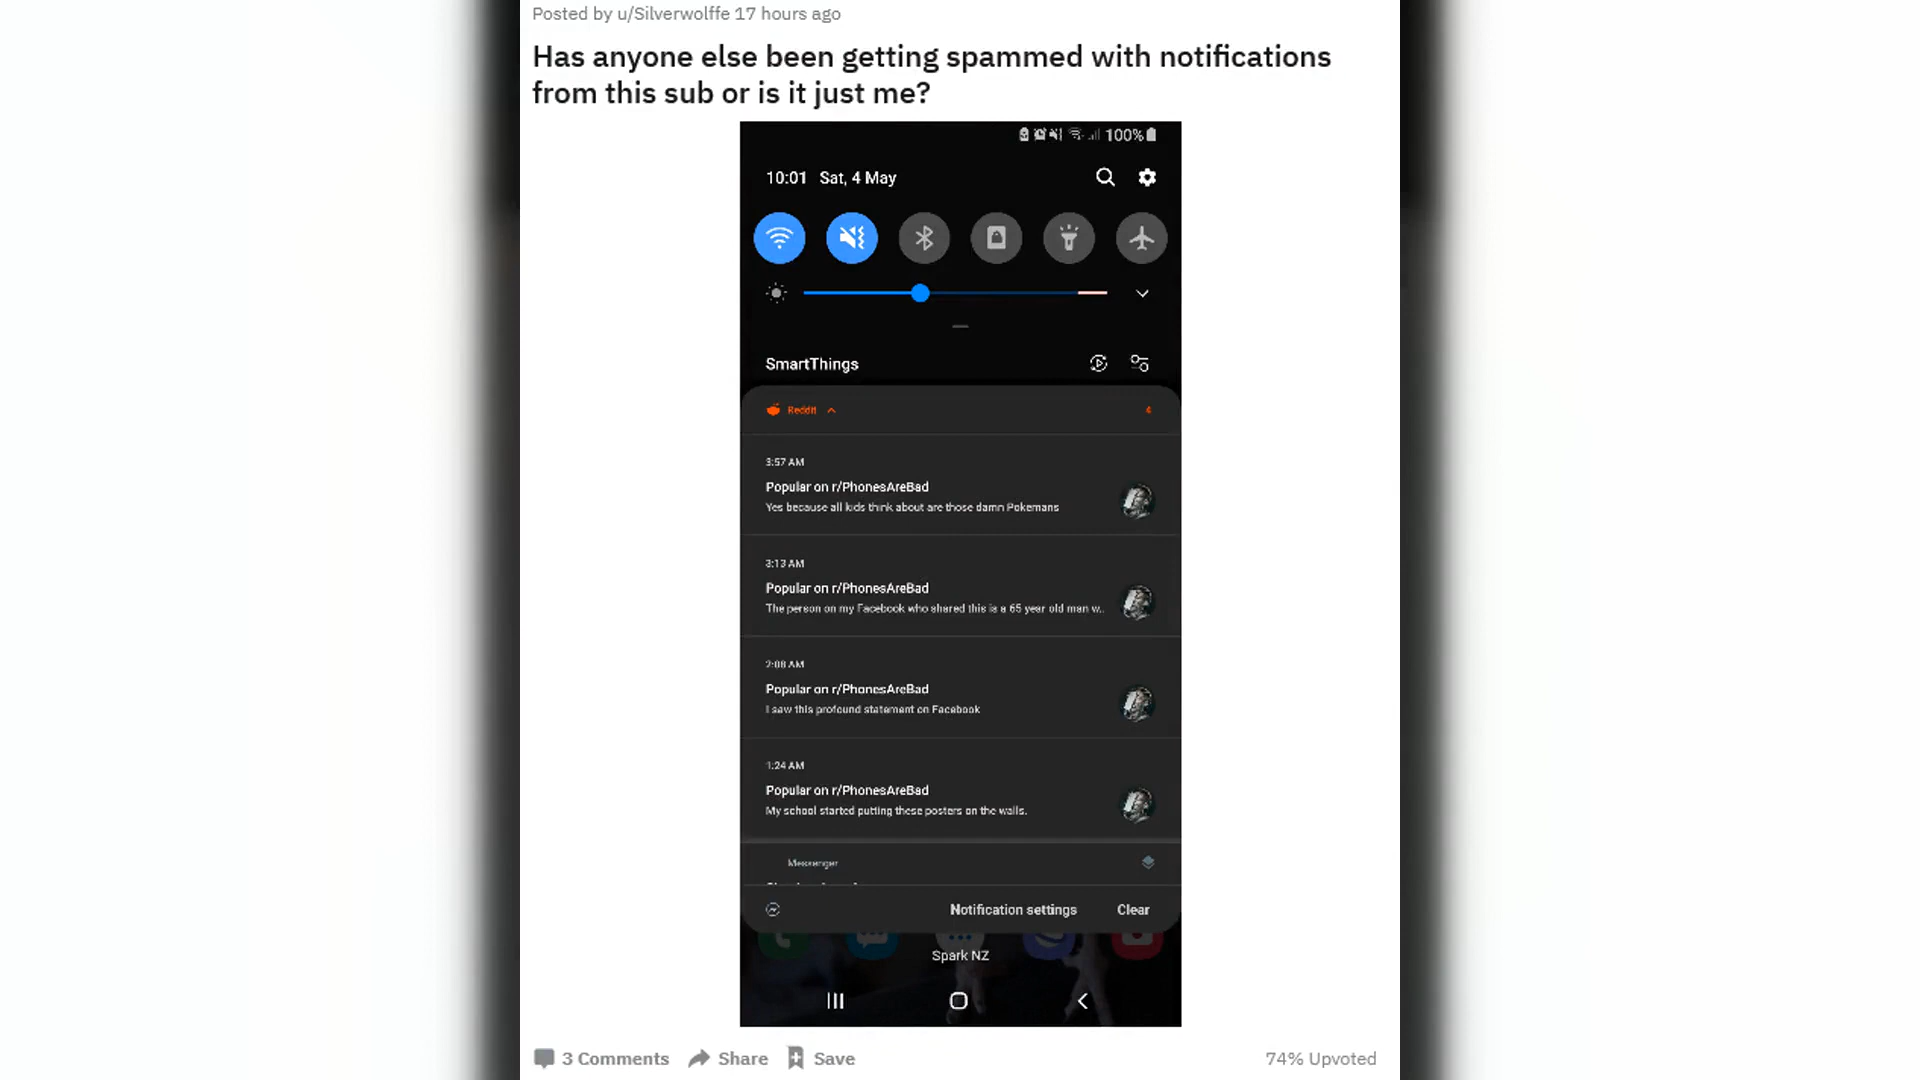 Posted by u/Silverwolffe 17 hours ago
Has anyone else been getting spammed with notifications
from this sub or is it just me?
100%
10:01 Sat, 4 May
SmartThings
Reddit 4
3:57 AM
Popular on r/PhonesAreBad
Yes because all kids think about are those damn Pokemans
3:13 AM
Popular on r/PhonesAreBad
The person on my Facebook who shared this is a 65 year old man w..
2:08 AM
Popular on r/PhonesAreBad
I saw this profound statement on Facebook
1:24 AM
Popular on r/PhonesAreBad
My school started putting these posters on the walls.
Messenger
Notification settings Clear
Spark NZ
3 Comments Share Save 74% Upvoted